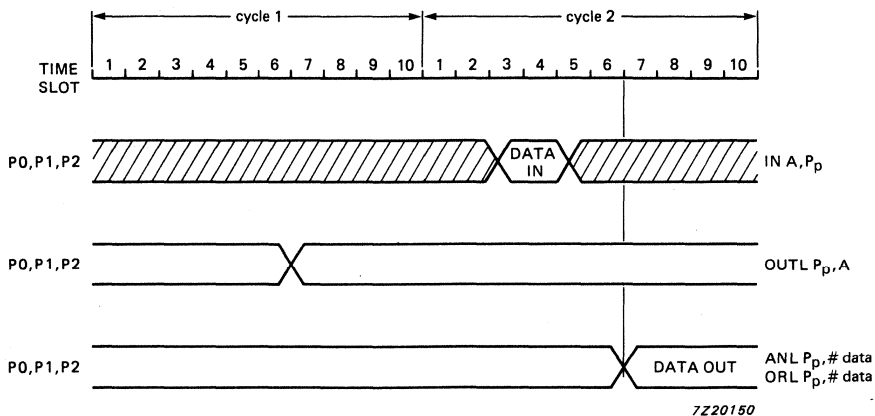 cycle 1 cycle 2
TIME SLOT 1 2 3 4 5 6 7 8 9 10 1 2 3 4 5 6 7 8 9 10
P0,P1,P2 DATA IN IN A,Pp
P0,P1,P2 OUTL Pp,A
P0,P1,P2 DATA OUT ANL Pp,# data
ORL Pp,# data
7Z20150